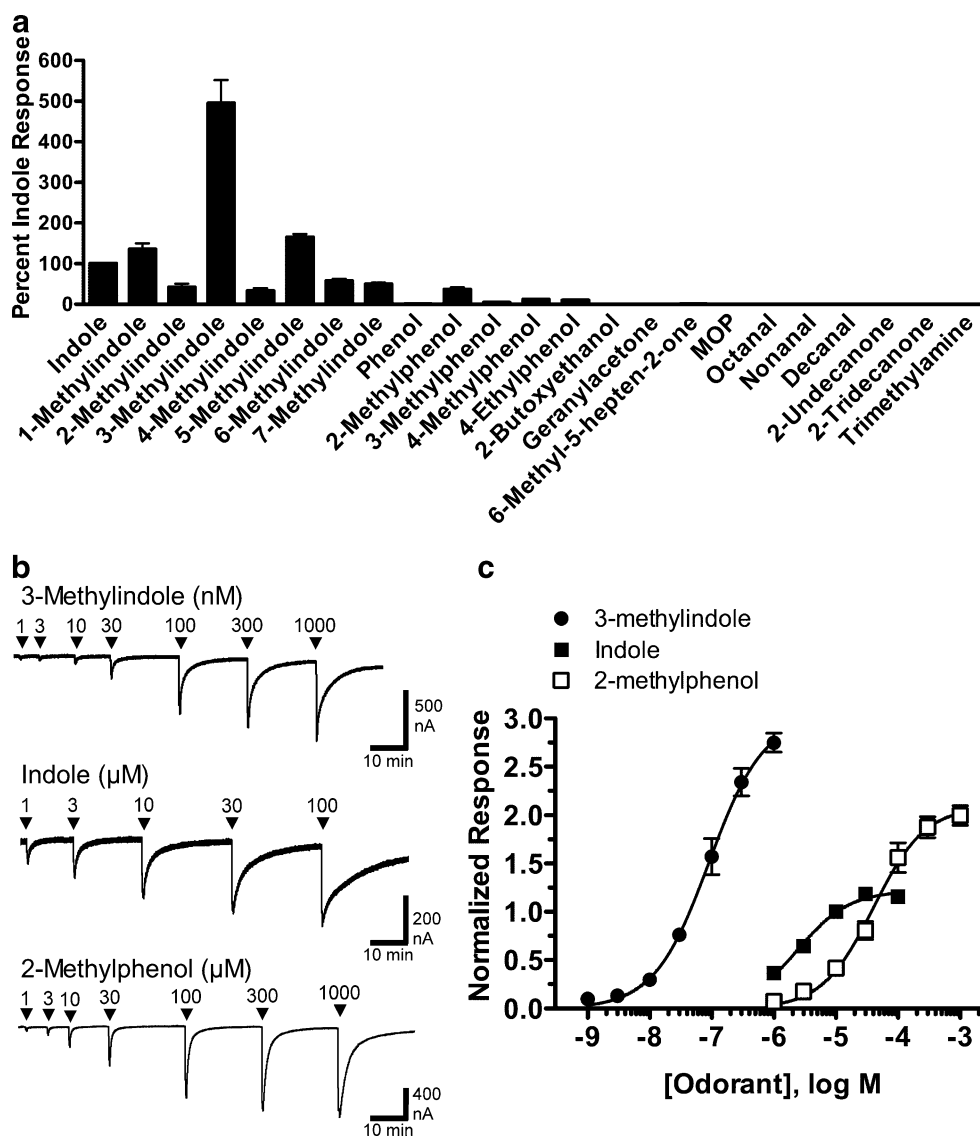 a
Percent Indole Response
600
500
400
300
200
100
0
Indole
1-Methylindole
2-Methylindole
3-Methylindole
4-Methylindole
5-Methylindole
6-Methylindole
7-Methylindole
Phenol
2-Methylphenol
3-Methylphenol
4-Methylphenol
4-Ethylphenol
2-Butoxyethanol
Geranylacetone
6-Methyl-5-hepten-2-one
MOP
Octanal
Nonanal
Decanal
2-Undecanone
2-Tridecanone
Trimethylamine
b
3-Methylindole (nM)
1 3 10 30 100 300 1000
500
nA
10 min
Indole (µM)
1 3 10 30 100
200
nA
10 min
2-Methylphenol (µM)
1 3 10 30 100 300 1000
400
nA
10 min
c
3-methylindole
Indole
2-methylphenol
Normalized Response
3.0
2.5
2.0
1.5
1.0
0.5
0.0
-9 -8 -7 -6 -5 -4 -3
[Odorant], log M